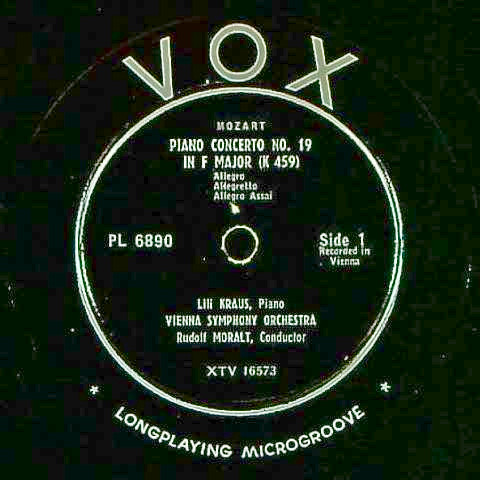 VOX
MOZART
PIANO CONCERTO NO. 19
IN F MAJOR (K 459)
Allegro
Allegretto
Allegro Assai
PL 6890
Side 1
Recorded in
Vienna
Lili KRAUS, Piano
VIENNA SYMPHONY ORCHESTRA
Rudolf MORALT, Conductor
XTV 16573
* LONGPLAYING MICROGROOVE *